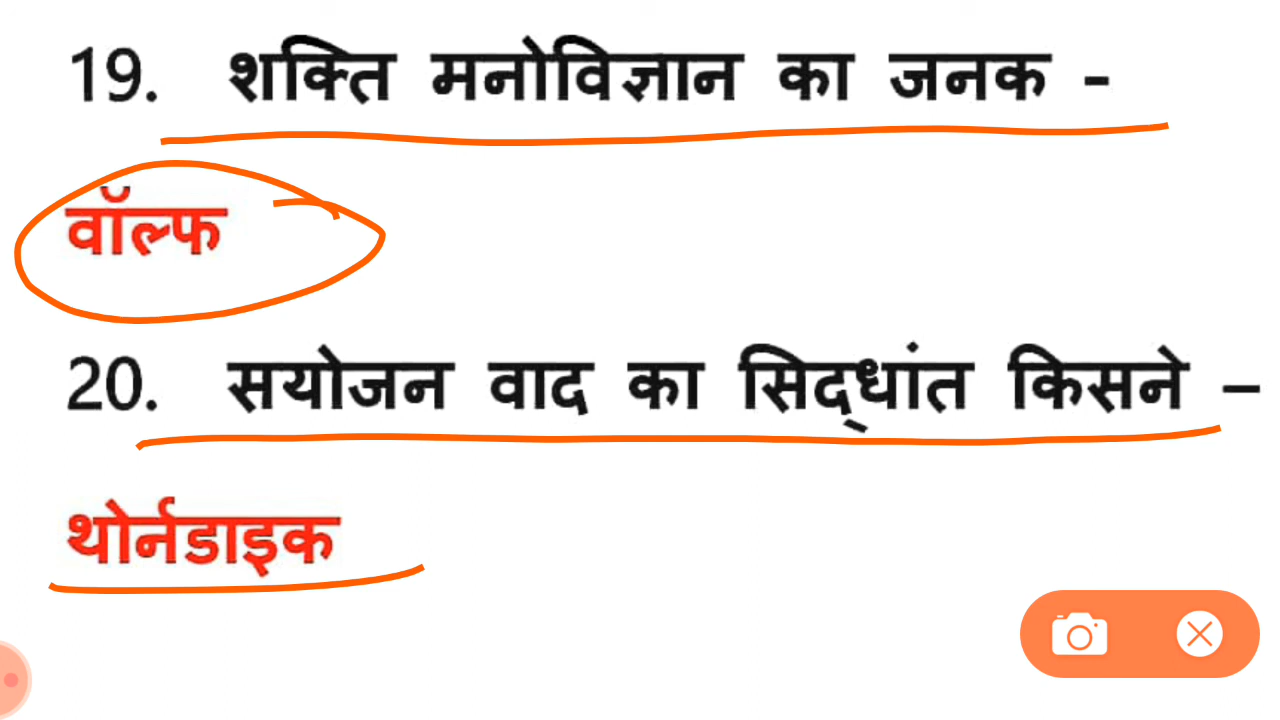 19. शक्ति मनोविज्ञान का जनक -
वॉल्फ
20. सयोजन वाद का सिद्धांत किसने –
थोर्नडाइक